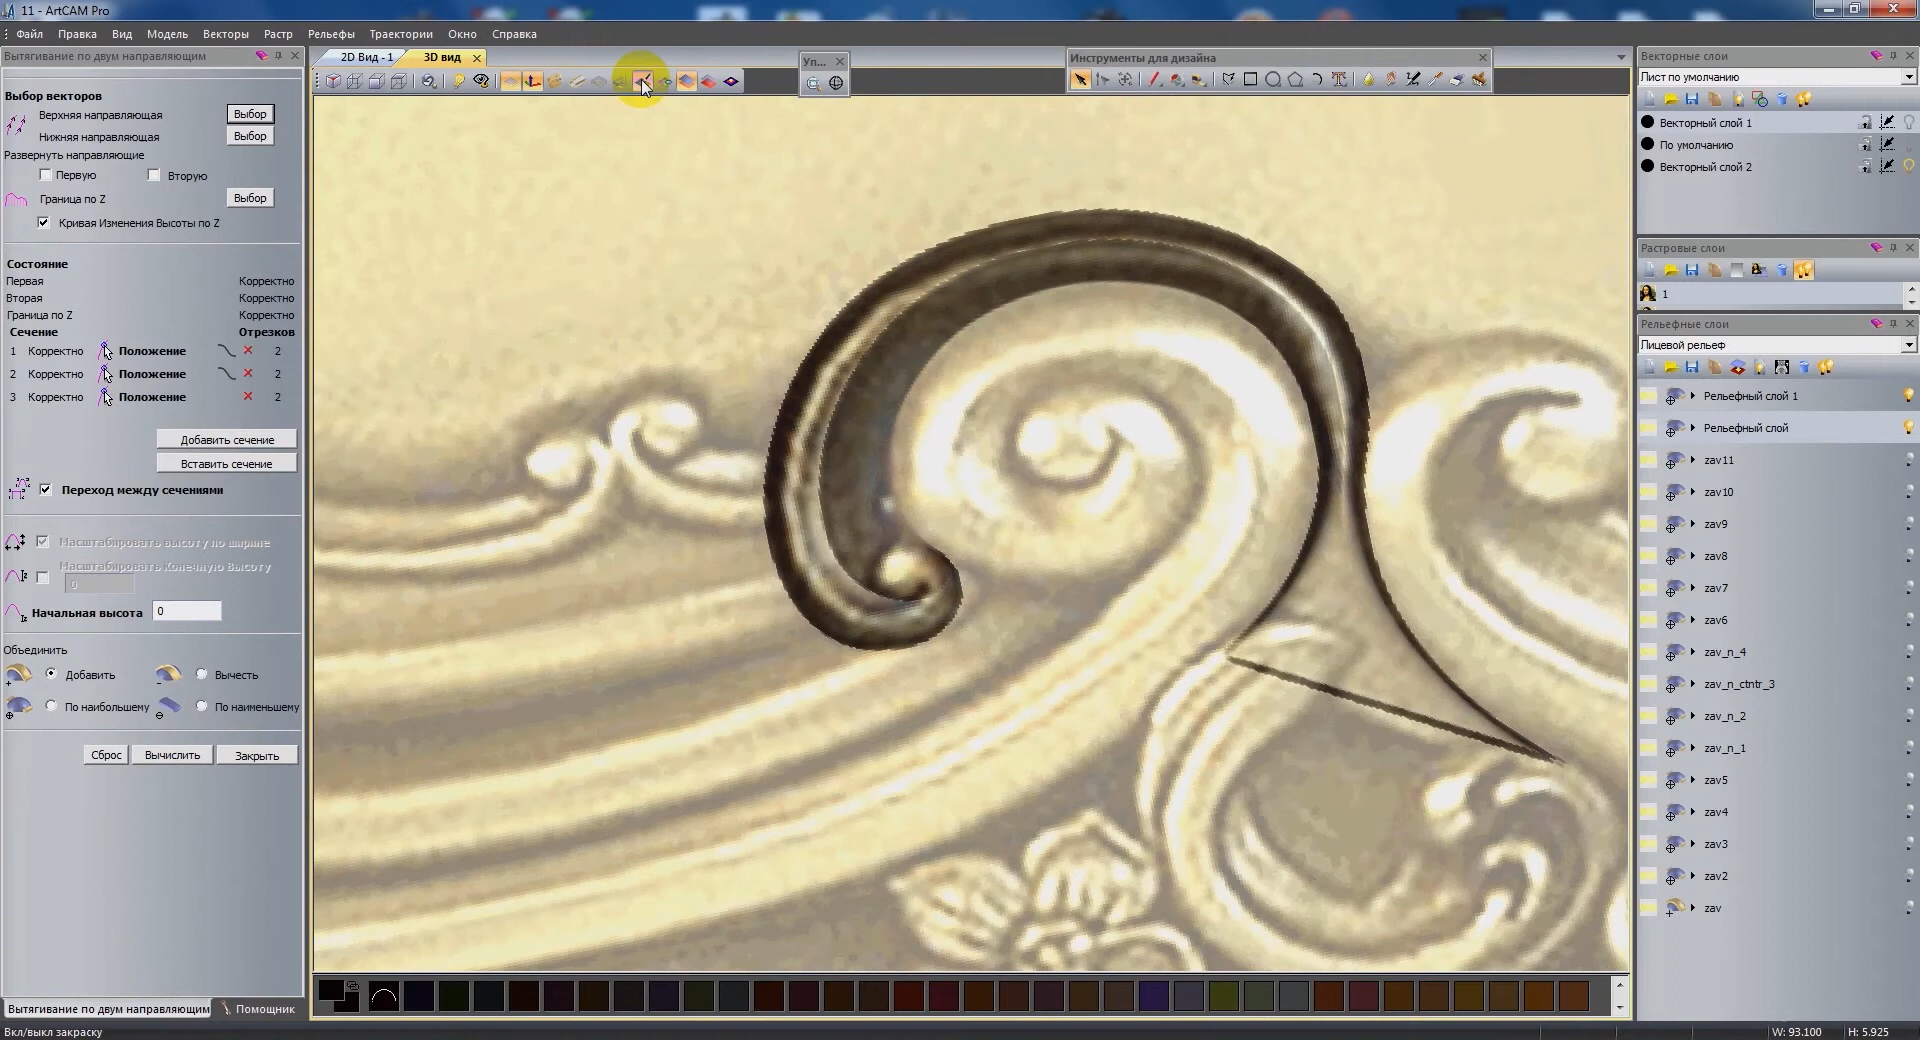 11 - ArtCAM Pro
Файл Правка Вид Модель Векторы Растр Рельефы Траектории Окно Справка
Вытягивание по двум направляющим
2D Вид - 1
3D вид
Уп...
Инструменты для дизайна
Выбор векторов
Верхняя направляющая Выбор
Нижняя направляющая Выбор
Развернуть направляющие
Первую Вторую
Граница по Z Выбор
Кривая Изменения Высоты по Z
Состояние
Первая Корректно
Вторая Корректно
Граница по Z Корректно
Сечение Отрезков
1 Корректно Положение 2
2 Корректно Положение 2
3 Корректно Положение 2
Добавить сечение
Вставить сечение
Переход между сечениями
Масштабировать высоту по ширине
Масштабировать Конечную Высоту
0
Начальная высота 0
Объединить
Добавить Вычесть
По наибольшему По наименьшему
Сброс Вычислить Закрыть
Вытягивание по двум направляющим Помощник
Вкл/выкл закраску
Векторные слои
Лист по умолчанию
Векторный слой 1
По умолчанию
Векторный слой 2
Растровые слои
1
Рельефные слои
Лицевой рельеф
Рельефный слой 1
Рельефный слой
zav11
zav10
zav9
zav8
zav7
zav6
zav_n_4
zav_n_ctntr_3
zav_n_2
zav_n_1
zav5
zav4
zav3
zav2
zav
W: 93.100 H: 5.925